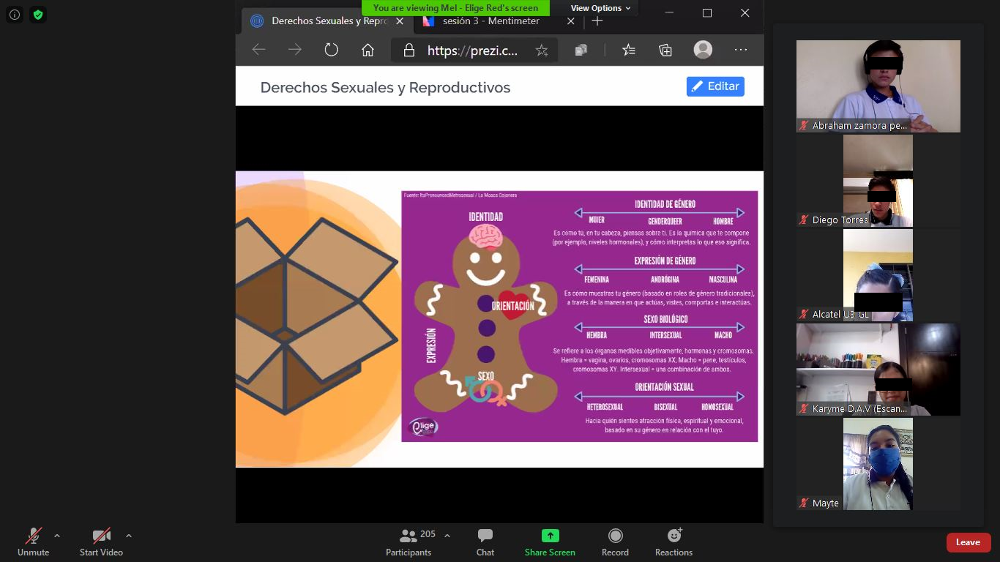 You are viewing Mel - Elige Red's screen
View Options
Derechos Sexuales y Repro
sesión 3 - Mentimeter
https://prezi.c...
Derechos Sexuales y Reproductivos
Editar
Fuente: ItsPronouncedMetrosexual / La Mosca Cojonera
IDENTIDAD
ORIENTACIÓN
EXPRESIÓN
SEXO
elige
IDENTIDAD DE GÉNERO
MUJER GENDERQUEER HOMBRE
Es cómo tú, en tu cabeza, piensas sobre ti. Es la química que te compone
(por ejemplo, niveles hormonales), y cómo interpretas lo que eso significa.
EXPRESIÓN DE GÉNERO
FEMENINA ANDRÓGINA MASCULINA
Es cómo muestras tu género (basado en roles de género tradicionales),
a través de la manera en que actúas, vistes, comportas e interactúas.
SEXO BIOLÓGICO
HEMBRA INTERSEXUAL MACHO
Se refiere a los órganos medibles objetivamente, hormonas y cromosomas.
Hembra = vagina, ovarios, cromosomas XX; Macho = pene, testículos,
cromosomas XY. Intersexual = una combinación de ambos.
ORIENTACIÓN SEXUAL
HETEROSEXUAL BISEXUAL HOMOSEXUAL
Hacia quién sientes atracción física, espiritual y emocional,
basado en su género en relación con el tuyo.
Abraham zamora pe...
Diego Torres
Alcatel U3 GL
Karyme D.A.V (Escan...
Mayte
Unmute
Start Video
Participants
205
Chat
Share Screen
Record
Reactions
Leave